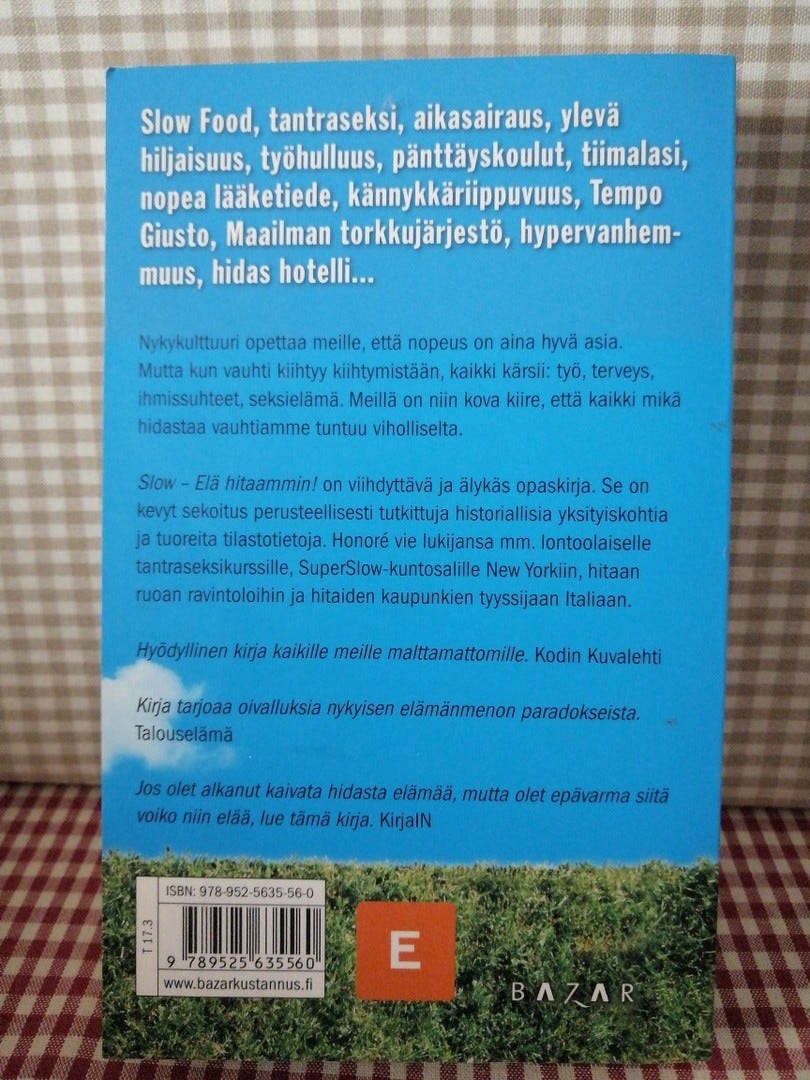 Slow Food, tantraseksi, aikasairaus, ylevä
hiljaisuus, työhulluus, pänttäyskoulut, tiimalasi,
nopea lääketiede, kännykkäriippuvuus, Tempo
Giusto, Maailman torkkujärjestö, hypervanhem-
muus, hidas hotelli...
Nykykulttuuri opettaa meille, että nopeus on aina hyvä asia.
Mutta kun vauhti kiihtyy kiihtymistään, kaikki kärsii: työ, terveys,
ihmissuhteet, seksielämä. Meillä on niin kova kiire, että kaikki mikä
hidastaa vauhtiamme tuntuu viholliselta.
Slow – Elä hitaammin! on viihdyttävä ja älykäs opaskirja. Se on
kevyt sekoitus perusteellisesti tutkittuja historiallisia yksityiskohtia
ja tuoreita tilastotietoja. Honoré vie lukijansa mm. lontoolaiselle
tantraseksikurssille, SuperSlow-kuntosalille New Yorkiin, hitaan
ruoan ravintoloihin ja hitaiden kaupunkien tyyssijaan Italiaan.
Hyödyllinen kirja kaikille meille malttamattomille. Kodin Kuvalehti
Kirja tarjoaa oivalluksia nykyisen elämänmenon paradokseista.
Talouselämä
Jos olet alkanut kaivata hidasta elämää, mutta olet epävarma siitä
voiko niin elää, lue tämä kirja. KirjaIN
ISBN: 978-952-5635-56-0
T 17.3
9 789525 635560
www.bazarkustannus.fi
E
BAZAR